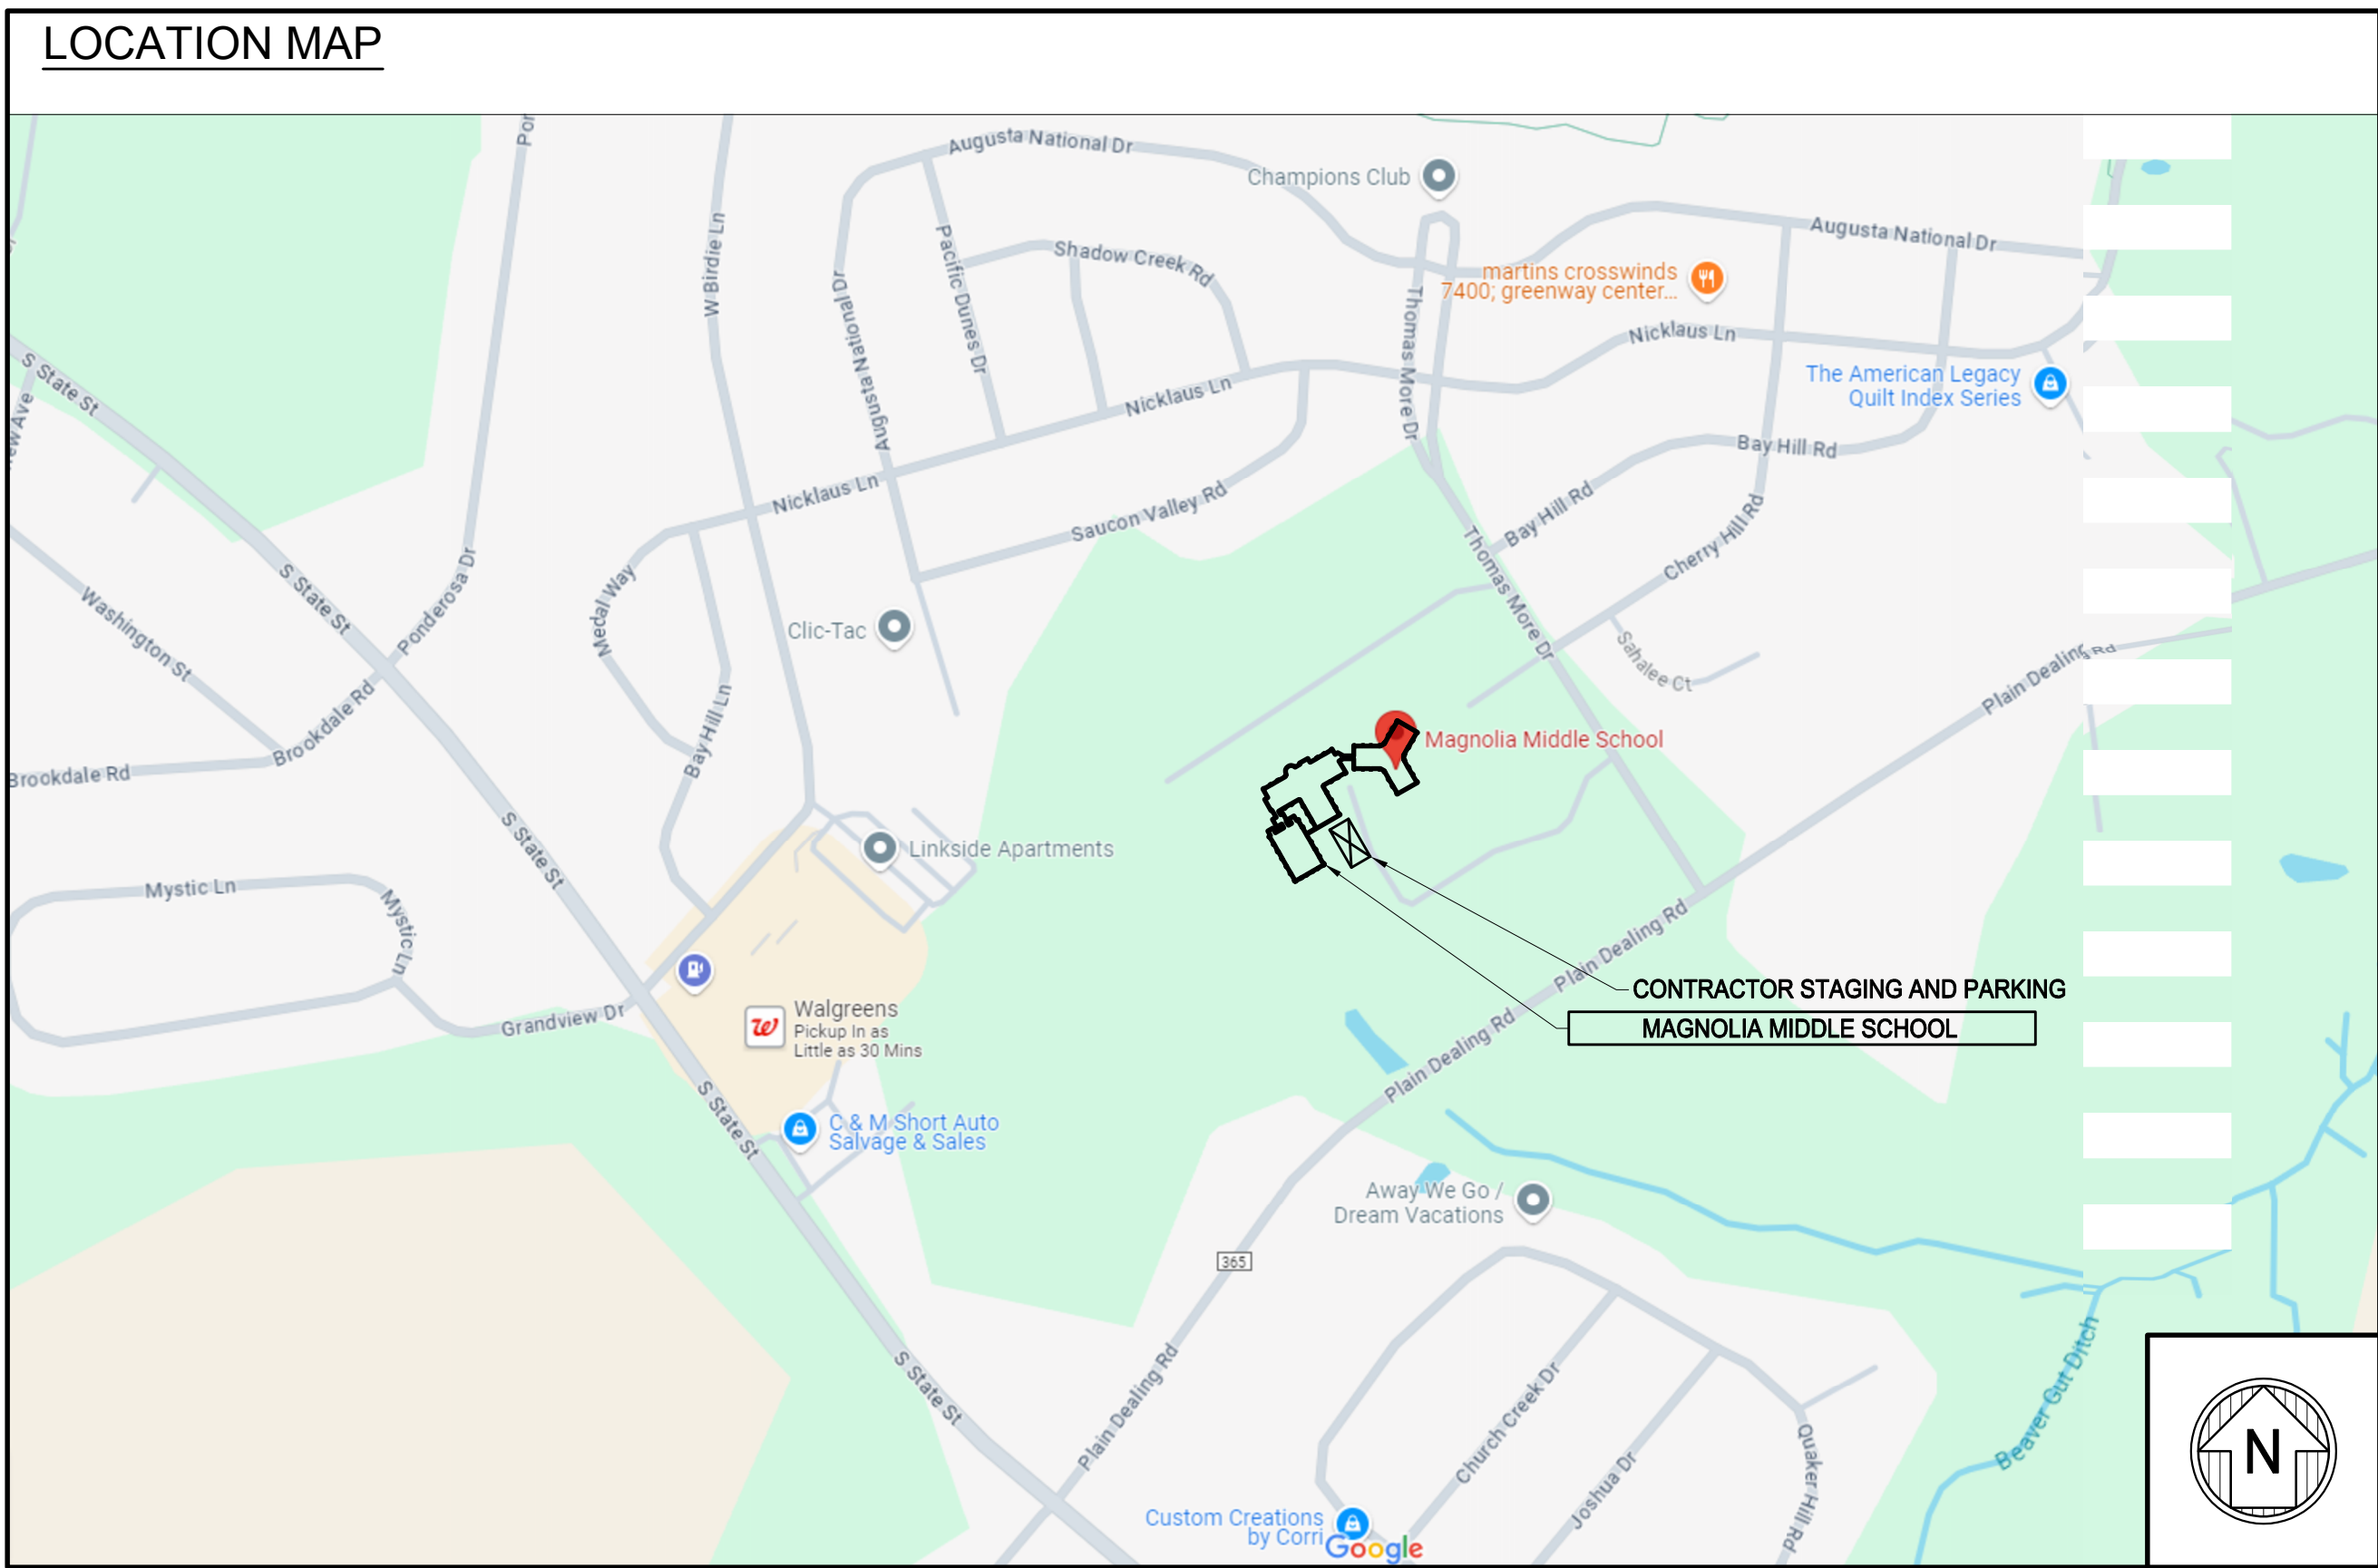 LOCATION MAP
Augusta National Dr
Champions Club
W Birdie Ln
Pacific Dunes Dr
Shadow Creek Rd
Augusta National Dr
martins crosswinds
7400; greenway center...
Augusta National Dr
Thomas More Dr
Nicklaus Ln
The American Legacy
Quilt Index Series
S State St
Nicklaus Ln
Bay Hill Rd
Nicklaus Ln
Saucon Valley Rd
Bay Hill Rd
Cherry Hill Rd
Thomas More Dr
S State St
Ponderosa Dr
Medal Way
Washington St
Clic-Tac
Sahalee Ct
Plain Dealing Rd
Brookdale Rd
Brookdale Rd
Bay Hill Ln
Magnolia Middle School
S State St
Linkside Apartments
Mystic Ln
Mystic Ln
Plain Dealing Rd
CONTRACTOR STAGING AND PARKING
MAGNOLIA MIDDLE SCHOOL
Grandview Dr
Walgreens
Pickup In as
Little as 30 Mins
Plain Dealing Rd
S State St
C & M Short Auto
Salvage & Sales
Away We Go /
Dream Vacations
365
S State St
Plain Dealing Rd
Church Creek Dr
Joshua Dr
Quaker Hill Rd
Beaver Gut Ditch
Custom Creations
by Corri
Google
N